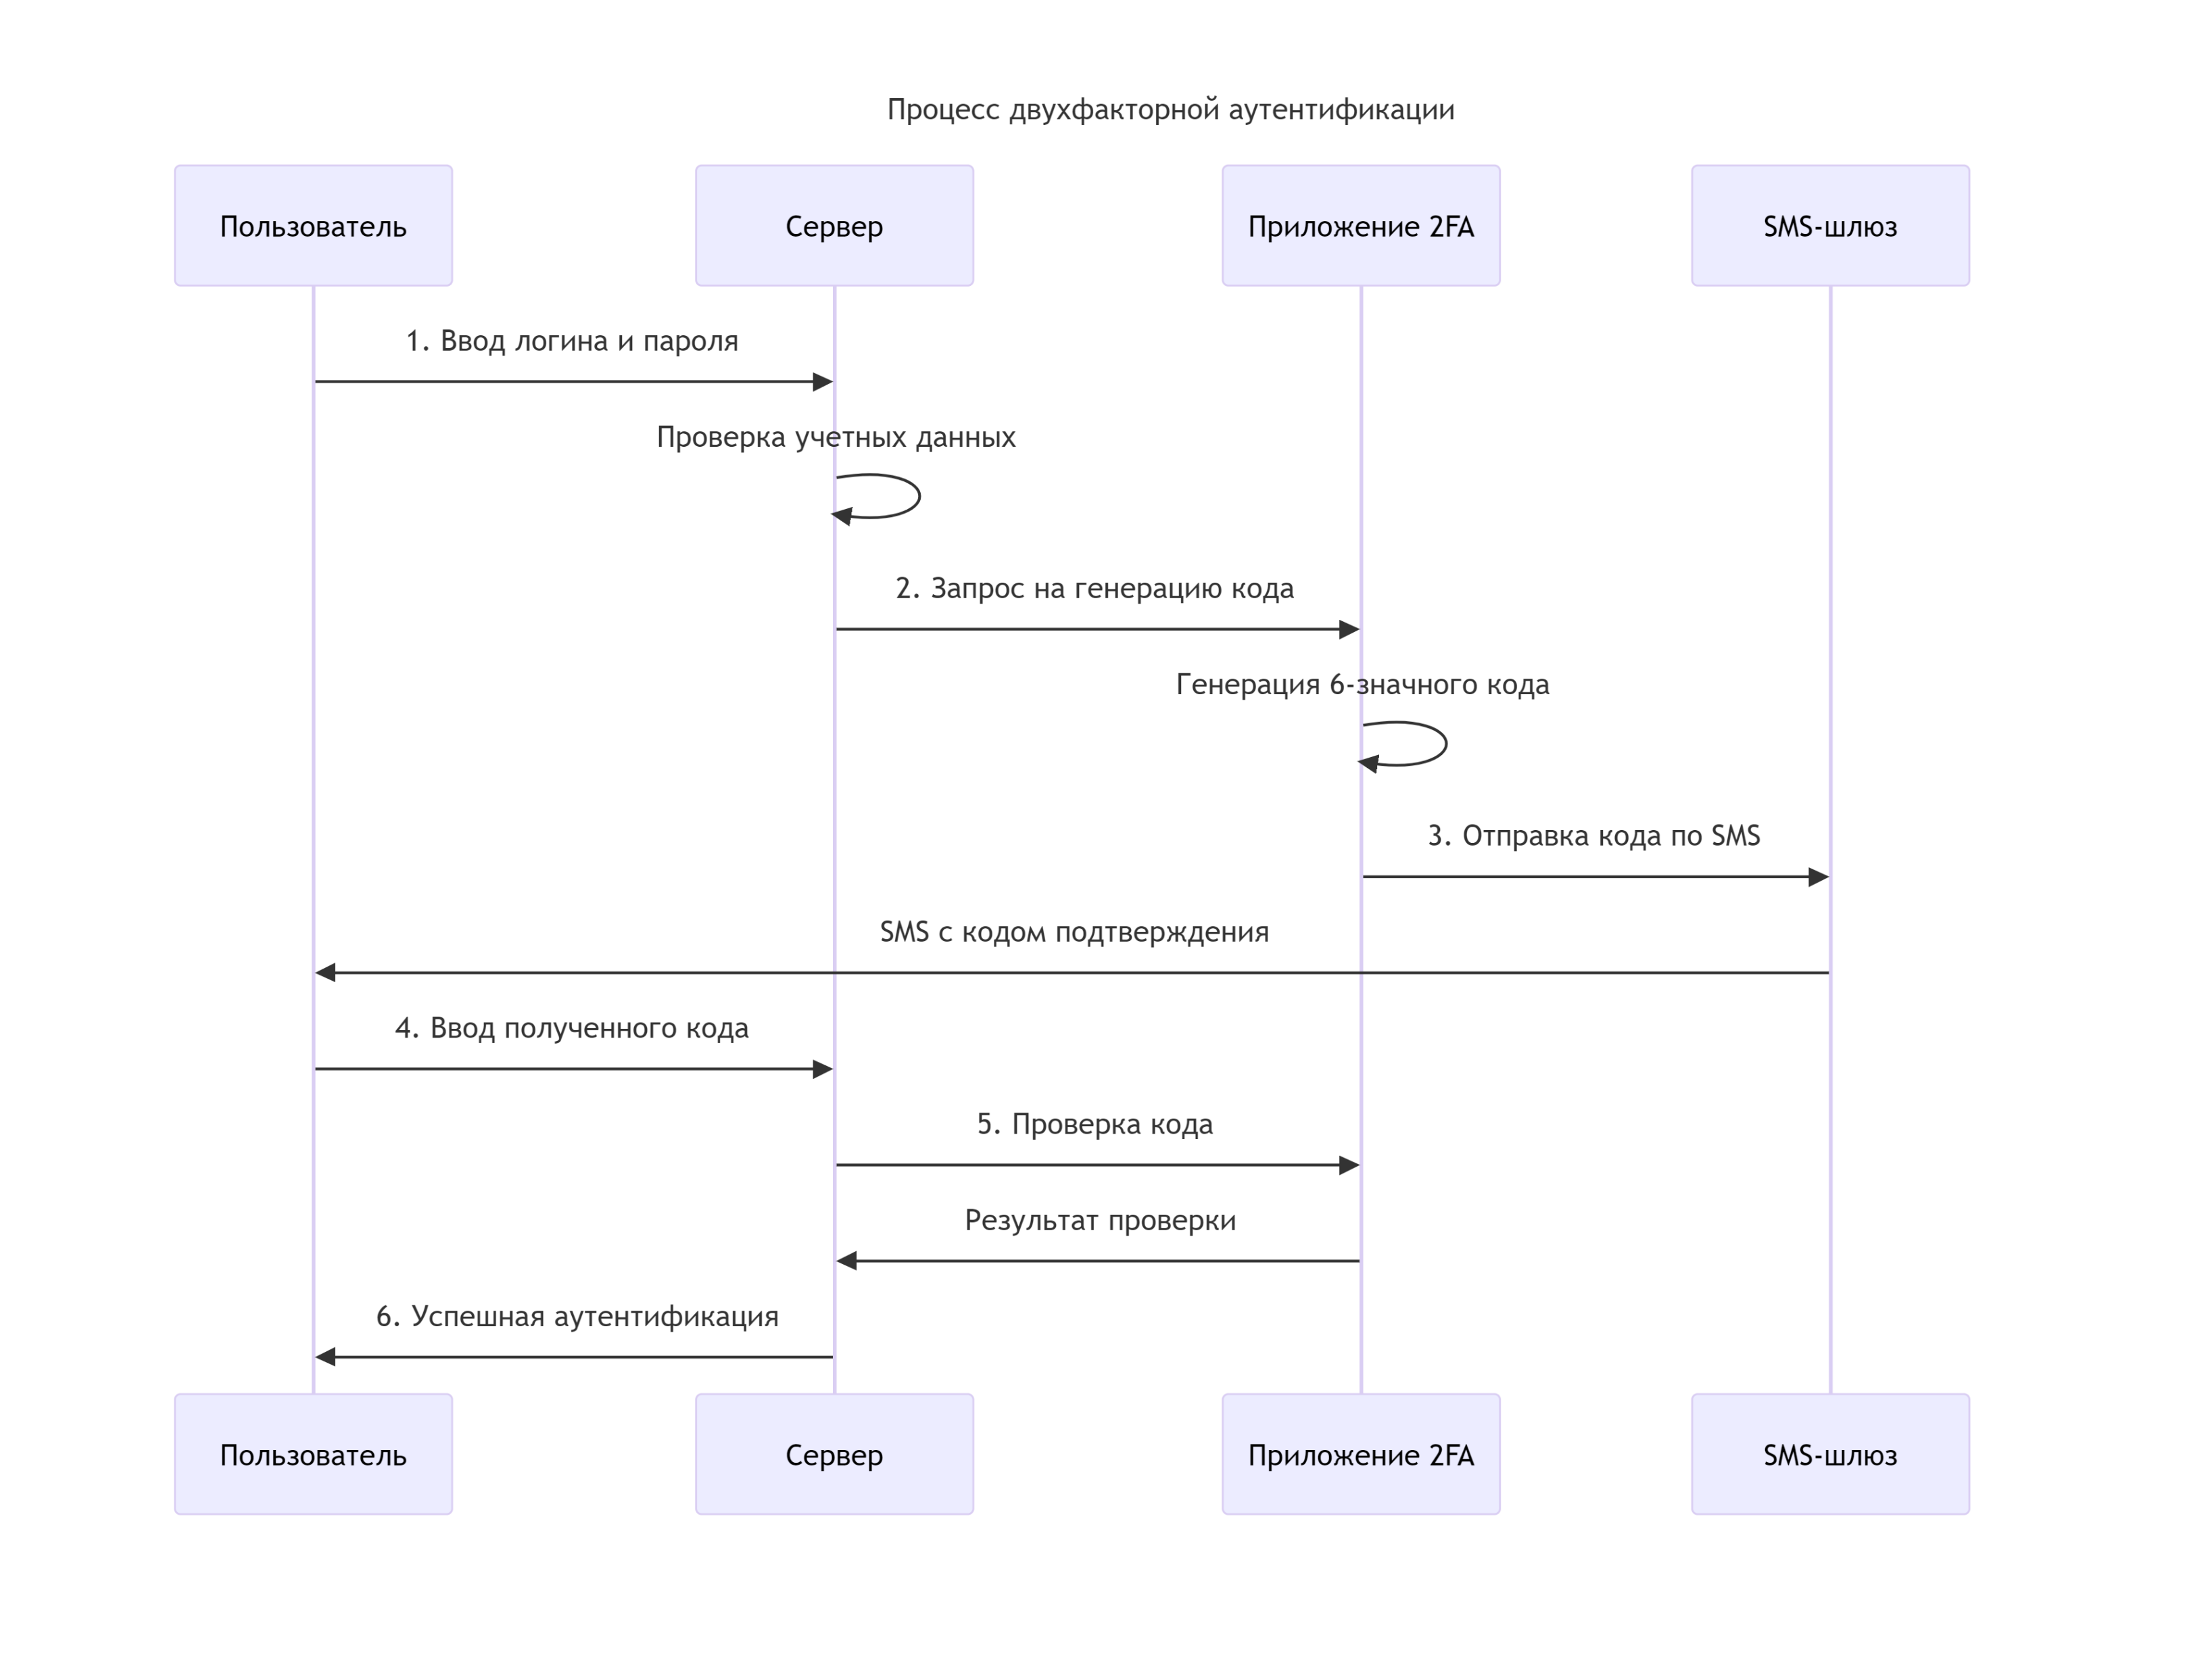 Процесс двухфакторной аутентификации
Пользователь
Сервер
Приложение 2FA
SMS-шлюз
1. Ввод логина и пароля
Проверка учетных данных
2. Запрос на генерацию кода
Генерация 6-значного кода
3. Отправка кода по SMS
SMS с кодом подтверждения
4. Ввод полученного кода
5. Проверка кода
Результат проверки
6. Успешная аутентификация
Пользователь
Сервер
Приложение 2FA
SMS-шлюз